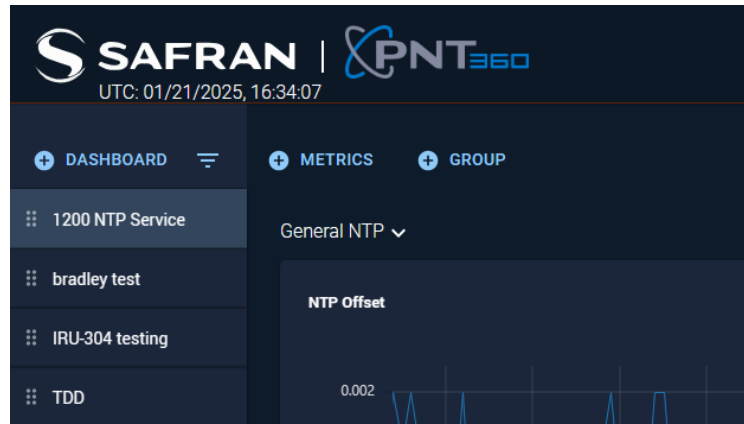 SAFRAN | PNT360
UTC: 01/21/2025, 16:34:07
DASHBOARD METRICS GROUP
1200 NTP Service
General NTP
bradley test
NTP Offset
IRU-304 testing
0.002
TDD